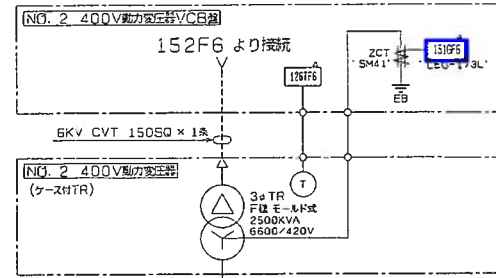 NO. 2 400V動力変圧器VCB盤
152F6 より接続
ZCT
"SM41"
151GF6
126TF6
EB
6KV CVT 150SQ × 1条
NO. 2 400V動力変圧器
(ケース付TR)
T
3φTR
F種 モールド式
2500KVA
6600/420V